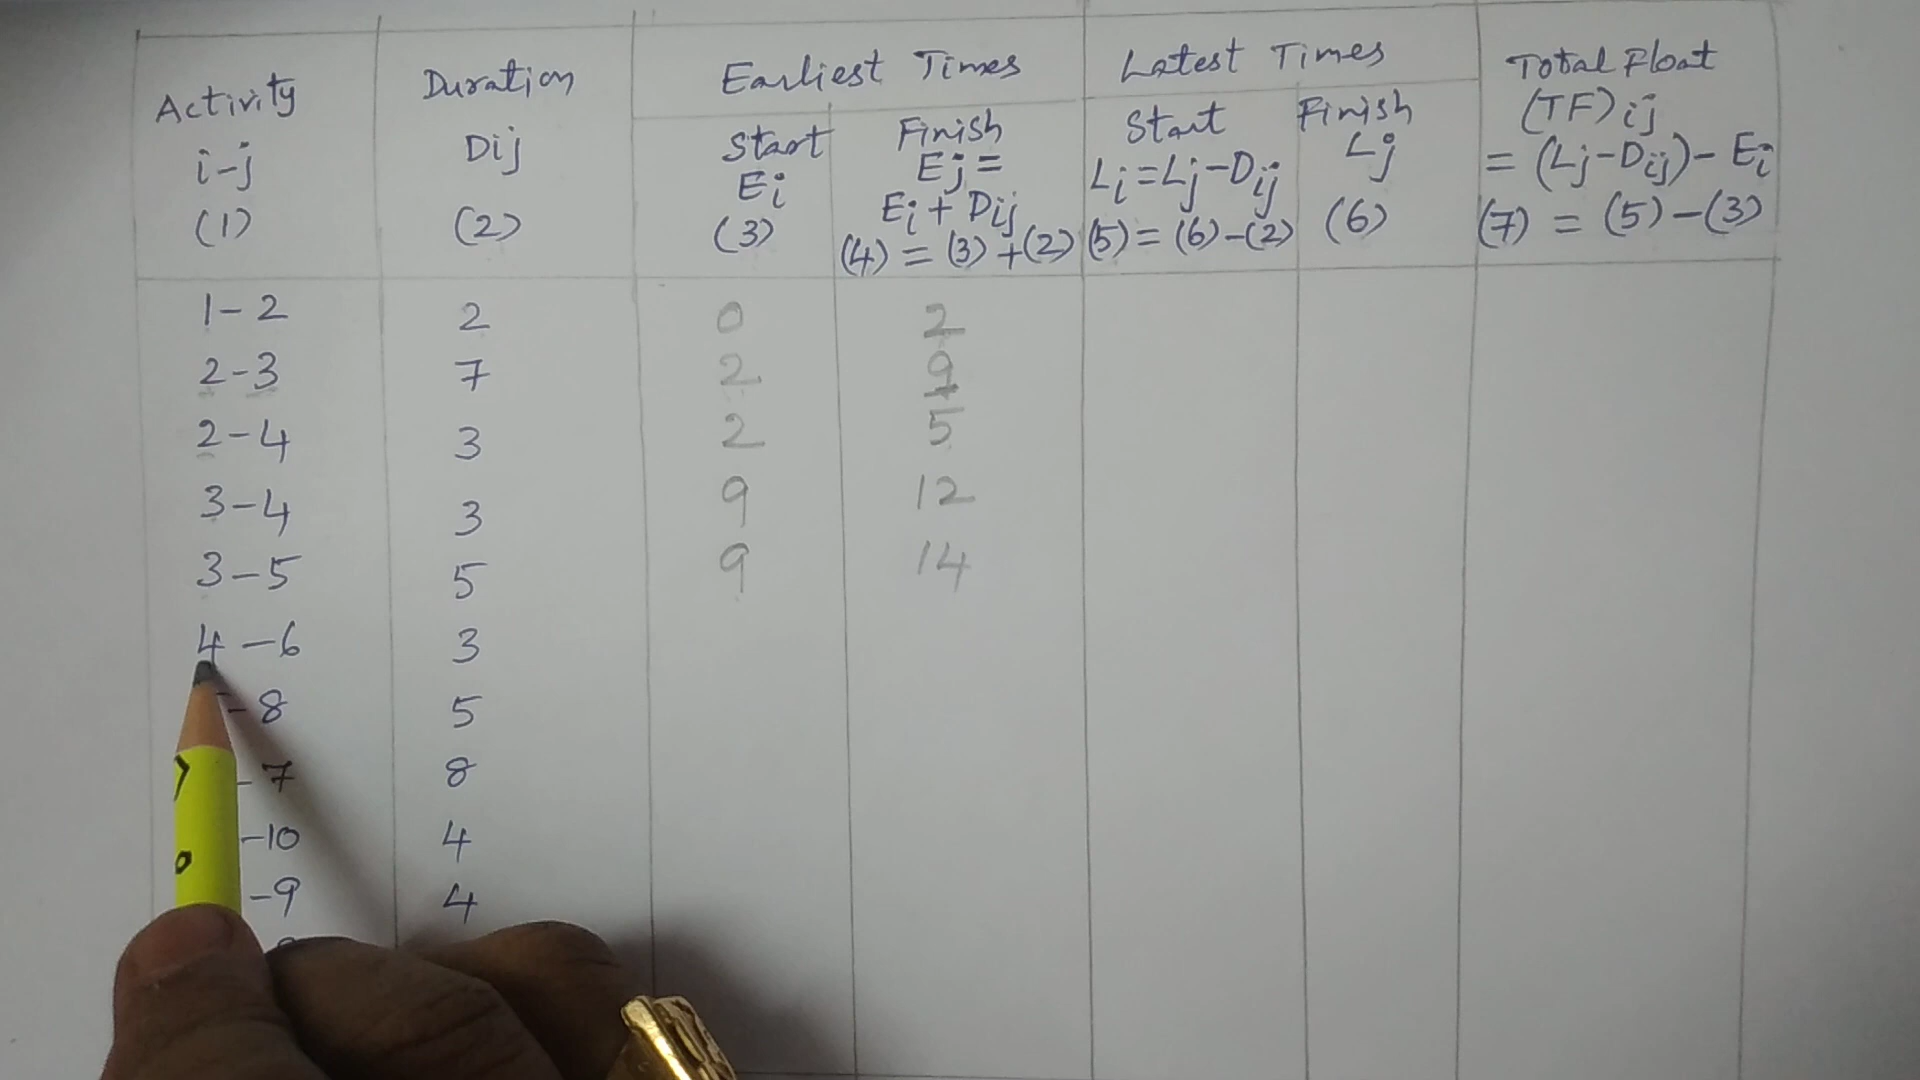 Activity Duration Earliest Times Latest Times Total Float
i-j Dij Start Finish Start Finish (TF)ij
(1) (2) Ei Ej = Li=Lj-Dij Lj = (Lj-Dij)- Ei
(3) Ei + Dij (5)= (6)-(2) (6) (7) = (5)-(3)
(4) = (3)+(2)
1-2 2 0 2
2-3 7 2 9
2-4 3 2 5
3-4 3 9 12
3-5 5 9 14
4-6 3
-8 5
-7 8
-10 4
-9 4